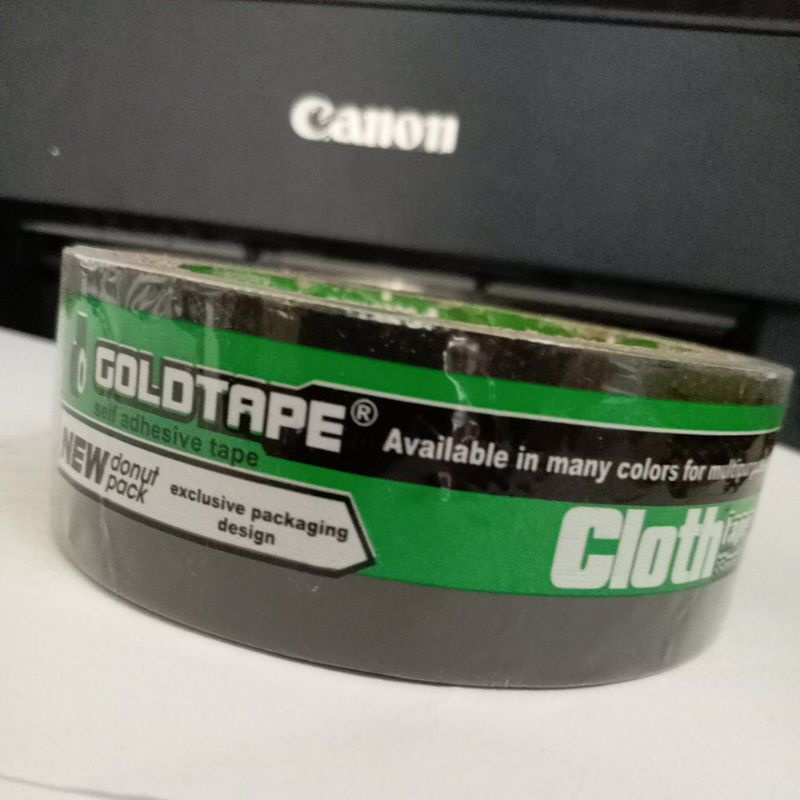 Canon
GOLDTAPE®
self adhesive tape
Available in many colors for
NEW donut
pack
exclusive packaging
design
Cloth